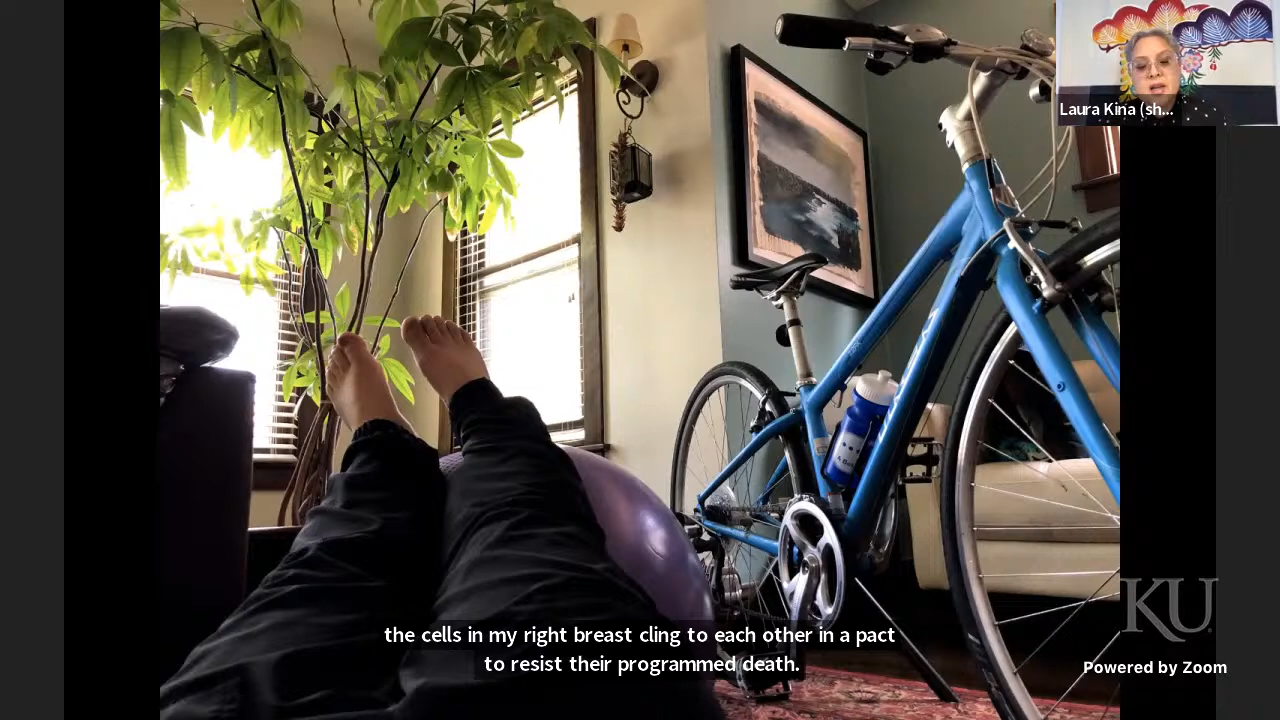 Laura Kina (sh...
the cells in my right breast cling to each other in a pact
to resist their programmed death.
KU
Powered by Zoom